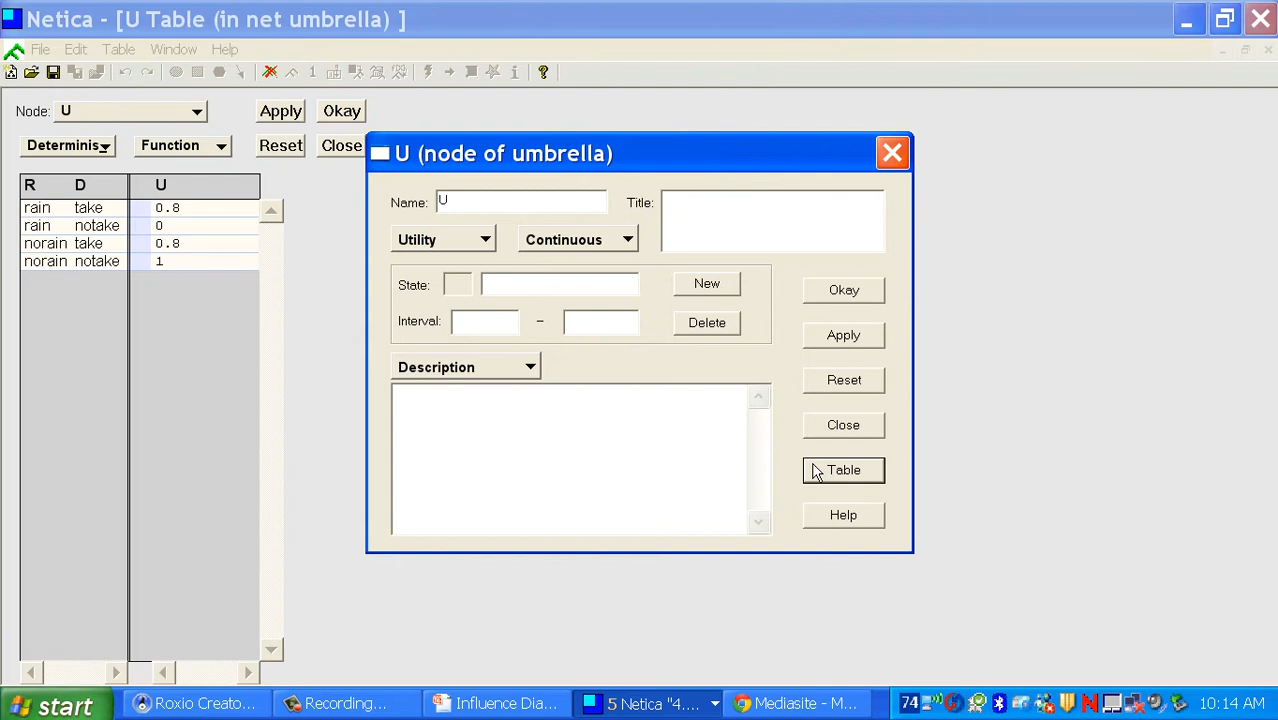 Netica - [U Table (in net umbrella) ]
File Edit Table Window Help
Node: U Apply Okay
Determinis Function Reset Close
R D U
rain take 0.8
rain notake 0
norain take 0.8
norain notake 1
U (node of umbrella)
Name: U Title:
Utility Continuous
State: New
Interval: - Delete
Description
Okay
Apply
Reset
Close
Table
Help
start Roxio Creato... Recording... Influence Dia... 5 Netica "4.... Mediasite - M... 74 10:14 AM